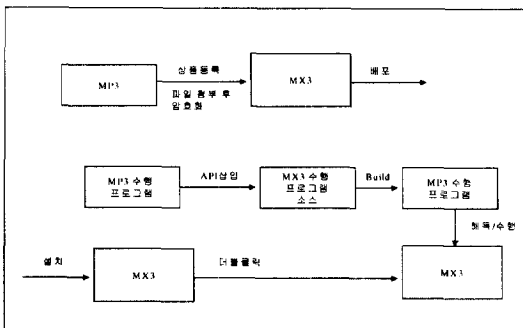 MP3
상품등록
파일 첨부 후
암호화
MX3
배포
MP3 수행
프로그램
API삽입
MX3 수행
프로그램
소스
Build
MP3 수행
프로그램
해독/수행
설치
MX3
더블클릭
MX3